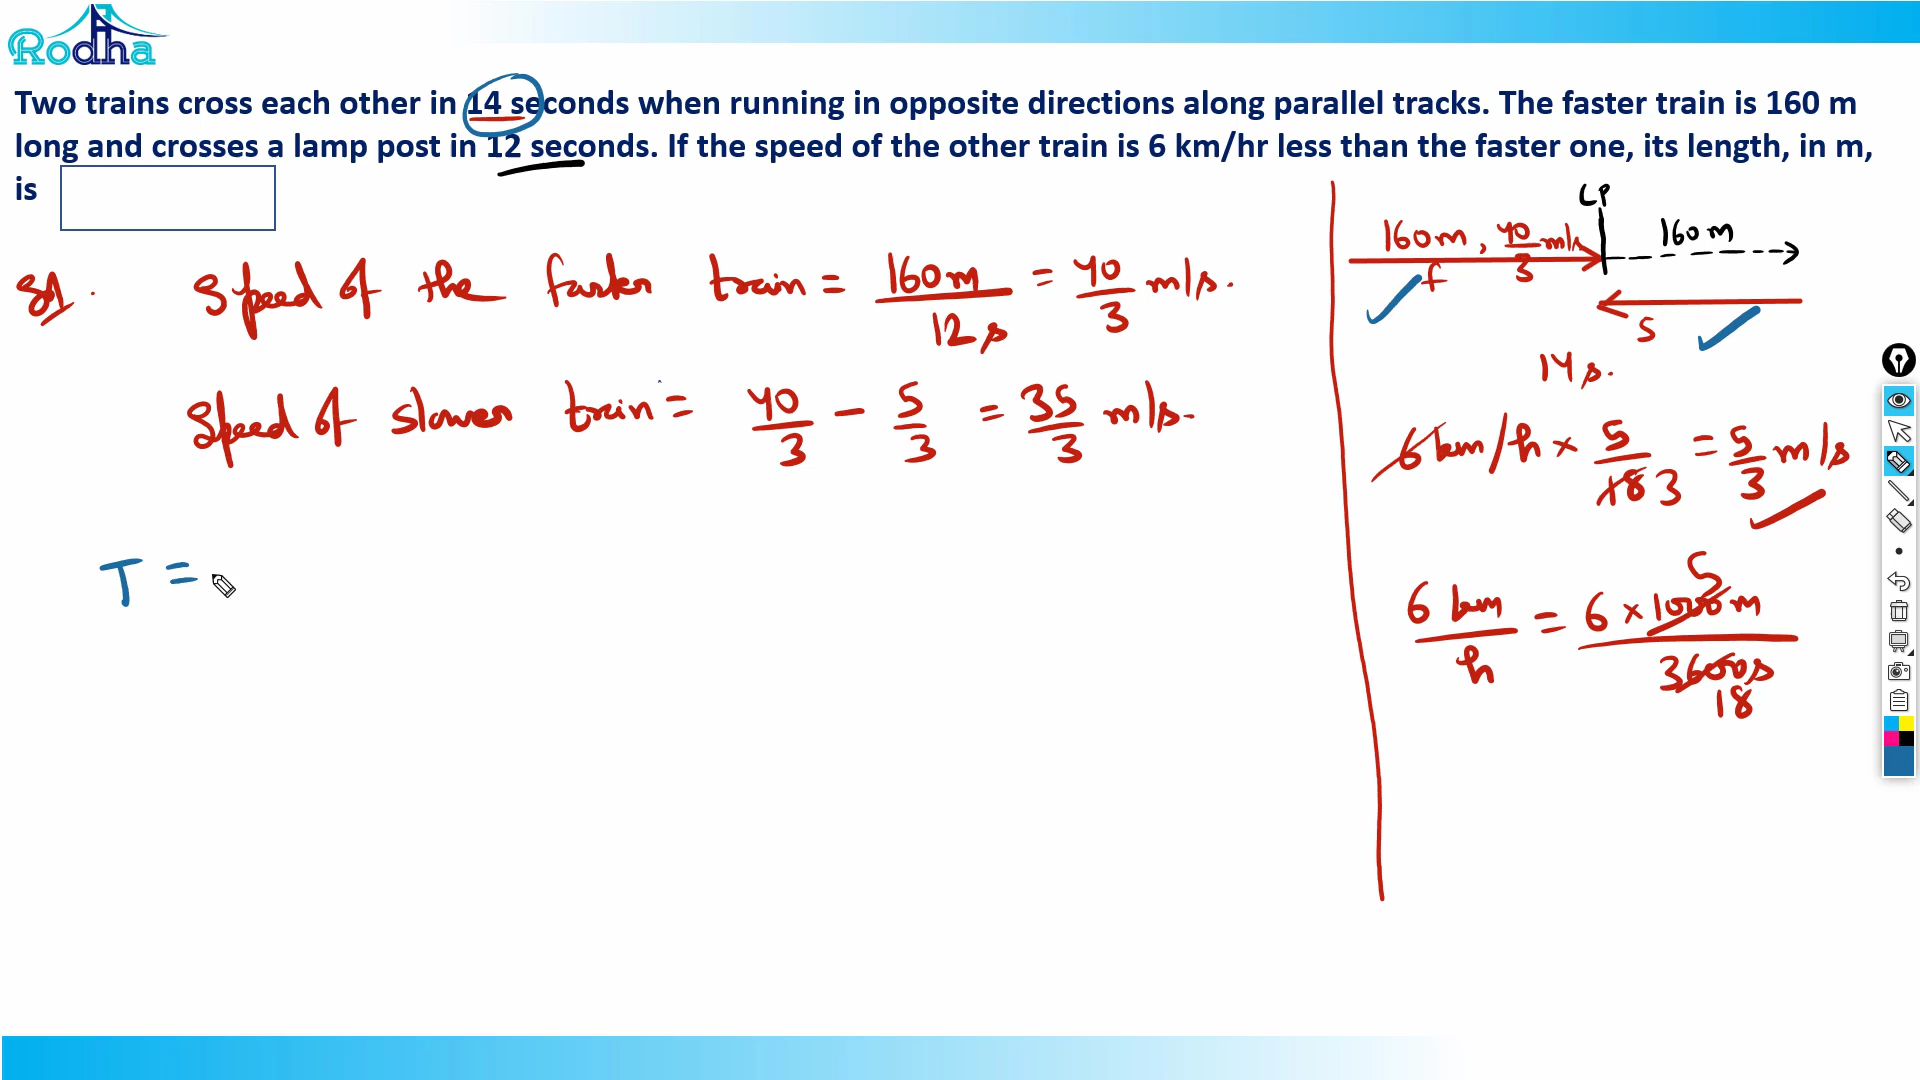 Rodha
Two trains cross each other in 14 seconds when running in opposite directions along parallel tracks. The faster train is 160 m
long and crosses a lamp post in 12 seconds. If the speed of the other train is 6 km/hr less than the faster one, its length, in m,
is
Sol. Speed of the faster train = 160m / 12s = 40/3 m/s.
Speed of slower train = 40/3 - 5/3 = 35/3 m/s.
T =
LP
160m, 40/3 m/s
160m
f
S
14s.
6 km/h × 5/18 3 = 5/3 m/s
6 km/h = 6 × 1000m / 3600s
5
18